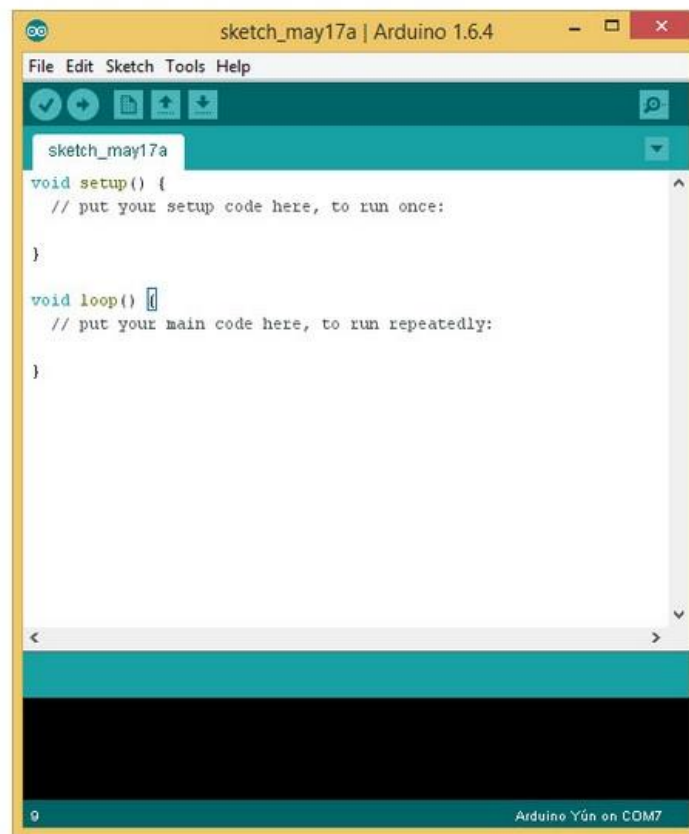 sketch_may17a | Arduino 1.6.4
File Edit Sketch Tools Help
sketch_may17a
void setup() {
  // put your setup code here, to run once:
}
void loop() {
  // put your main code here, to run repeatedly:
}
9 Arduino Yún on COM7